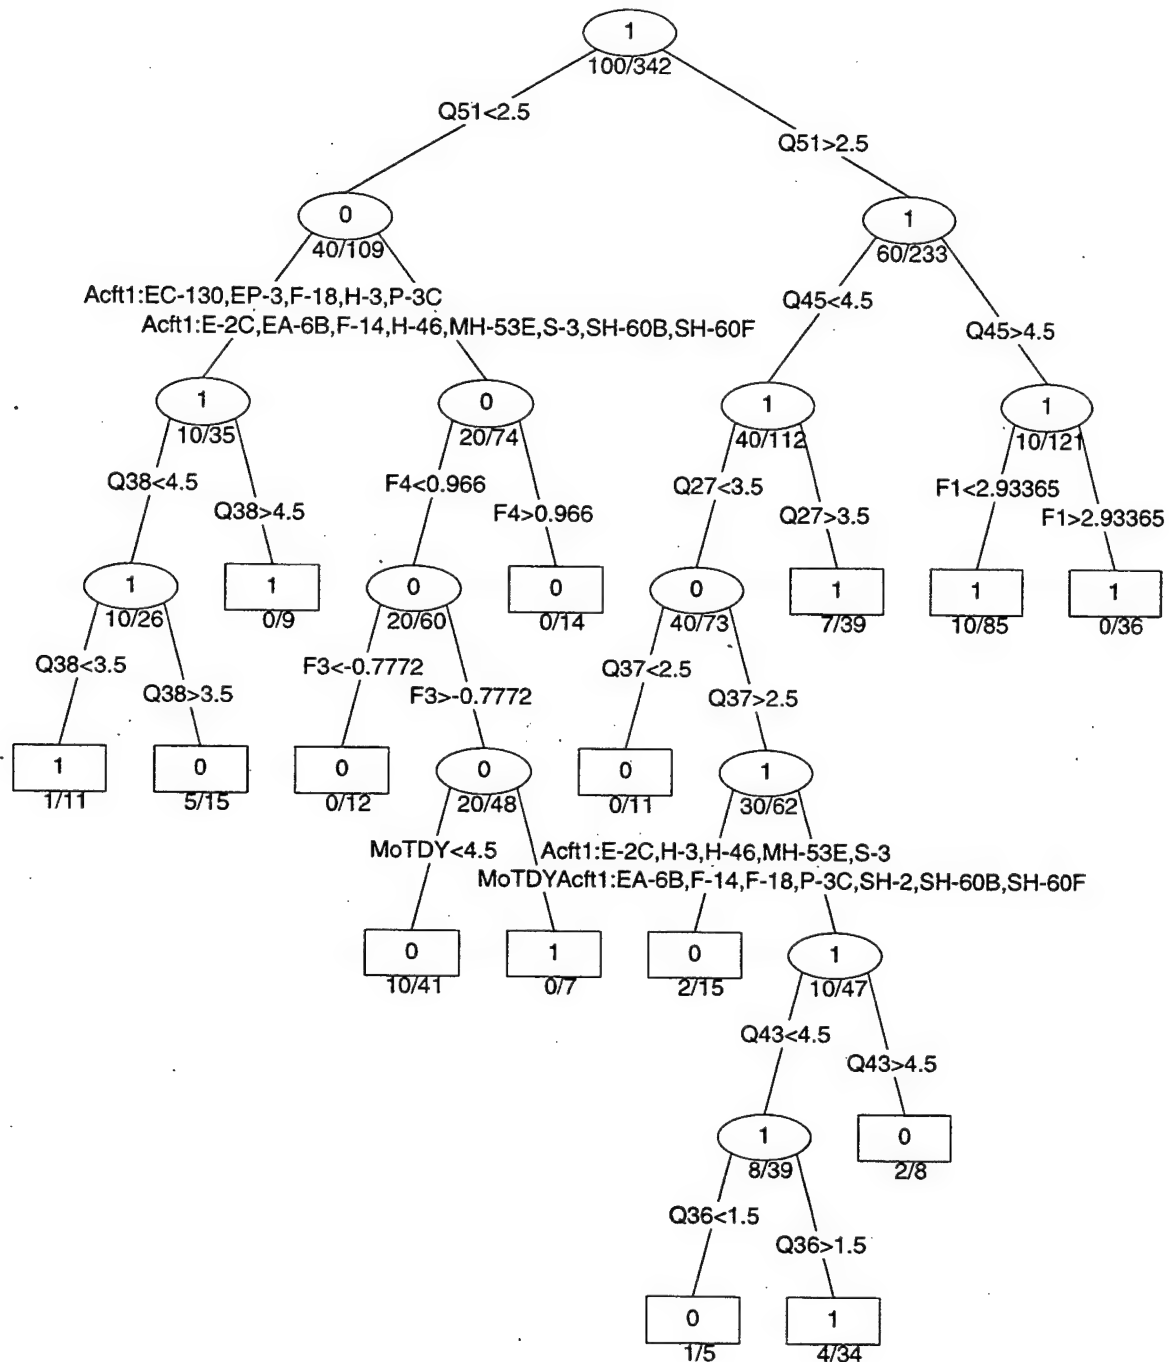 1
100/342
Q51<2.5
Q51>2.5
0
40/109
1
60/233
Acft1:EC-130,EP-3,F-18,H-3,P-3C
Q45<4.5
Acft1:E-2C,EA-6B,F-14,H-46,MH-53E,S-3,SH-60B,SH-60F
Q45>4.5
1
10/35
0
20/74
1
40/112
1
10/121
Q38<4.5
Q38>4.5
F4<0.966
F4>0.966
Q27<3.5
Q27>3.5
F1<2.93365
F1>2.93365
1
10/26
1
0/9
0
20/60
0
0/14
0
40/73
1
7/39
1
10/85
1
0/36
Q38<3.5
Q38>3.5
F3<-0.7772
F3>-0.7772
Q37<2.5
Q37>2.5
1
1/11
0
5/15
0
0/12
0
20/48
0
0/11
1
30/62
MoTDY<4.5
Acft1:E-2C,H-3,H-46,MH-53E,S-3
MoTDYAcft1:EA-6B,F-14,F-18,P-3C,SH-2,SH-60B,SH-60F
0
10/41
1
0/7
0
2/15
1
10/47
Q43<4.5
Q43>4.5
1
8/39
0
2/8
Q36<1.5
Q36>1.5
0
1/5
1
4/34